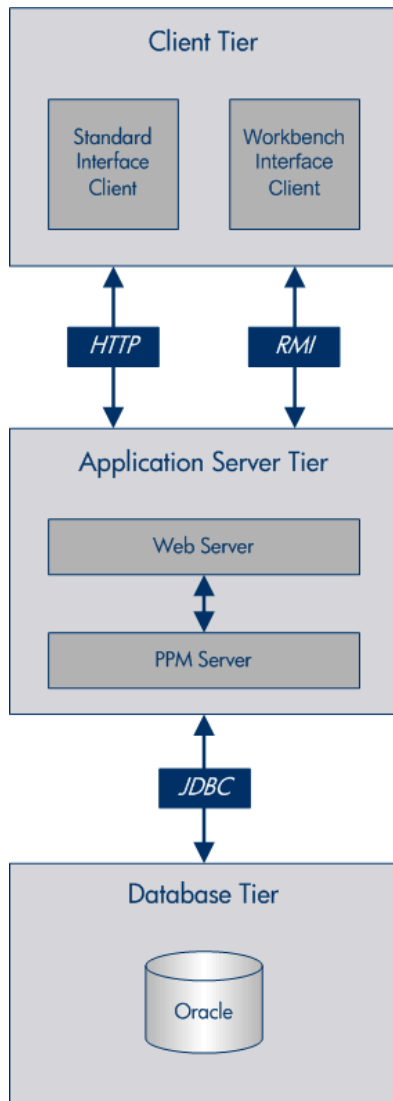 Client Tier
Standard
Interface
Client
Workbench
Interface
Client
HTTP
RMI
Application Server Tier
Web Server
PPM Server
JDBC
Database Tier
Oracle